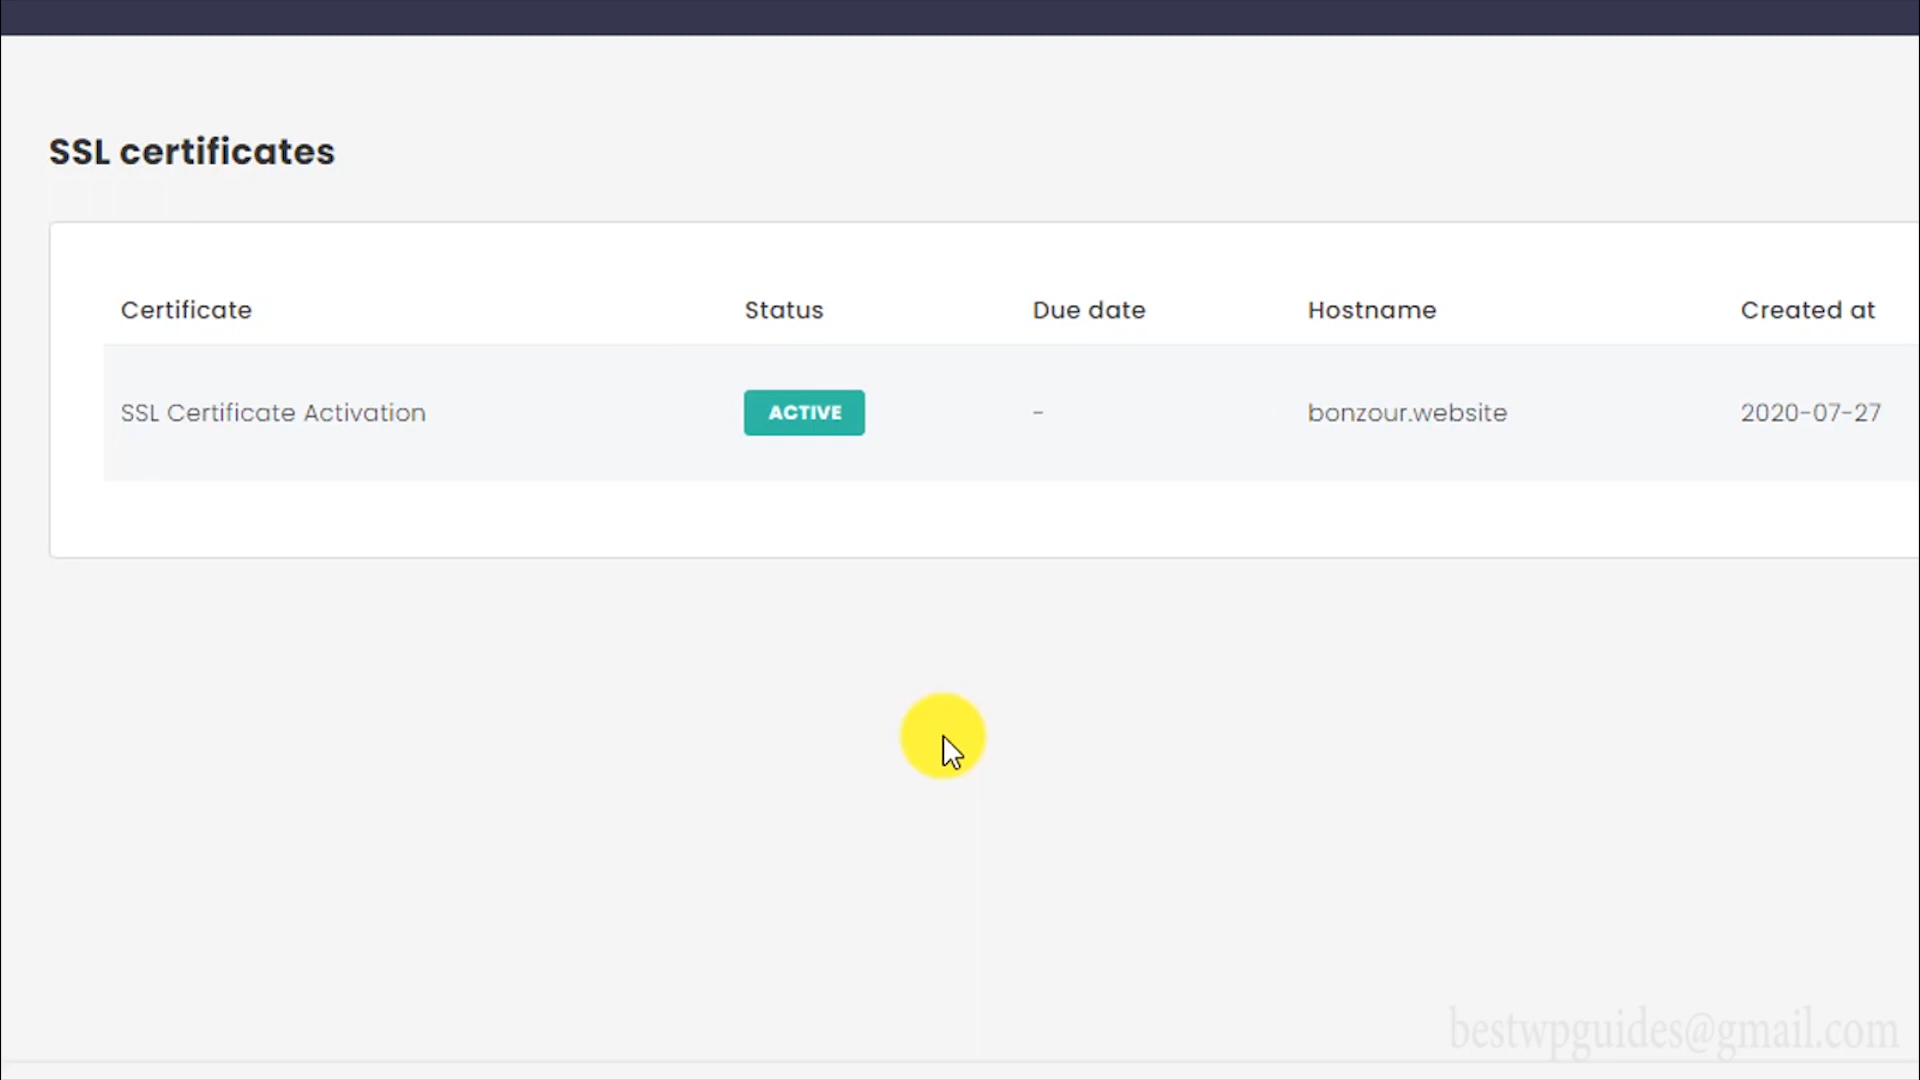 SSL certificates
Certificate Status Due date Hostname Created at
SSL Certificate Activation ACTIVE - bonzour.website 2020-07-27
bestwpguides@gmail.com